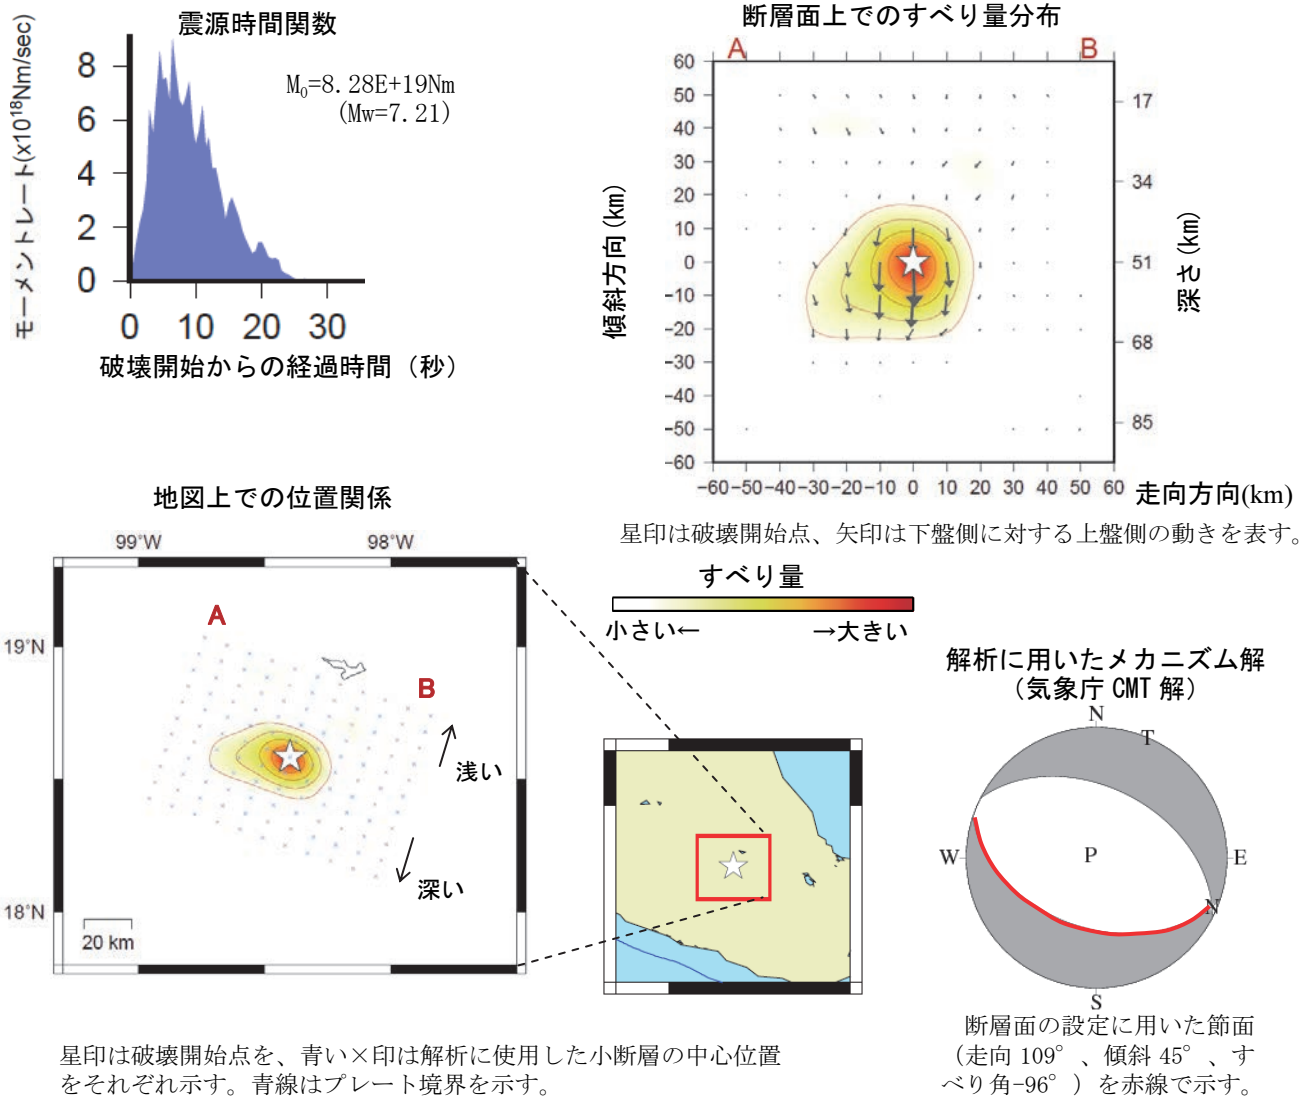 震源時間関数
モーメントレート(x10¹⁸Nm/sec)
8
6
4
2
0
M₀=8.28E+19Nm
(Mw=7.21)
0 10 20 30
破壊開始からの経過時間（秒）
断層面上でのすべり量分布
A B
傾斜方向(km)
60
50
40
30
20
10
0
−10
−20
−30
−40
−50
−60
17
34
51
68
85
深さ(km)
−60 −50 −40 −30 −20 −10 0 10 20 30 40 50 60
走向方向(km)
星印は破壊開始点、矢印は下盤側に対する上盤側の動きを表す。
すべり量
小さい← →大きい
地図上での位置関係
99°W 98°W
19°N
18°N
A
B
浅い
深い
20 km
星印は破壊開始点を、青い×印は解析に使用した小断層の中心位置
をそれぞれ示す。青線はプレート境界を示す。
解析に用いたメカニズム解
（気象庁 CMT 解）
N
T
W
P
E
N
S
断層面の設定に用いた節面
（走向 109°、傾斜 45°、す
べり角-96°）を赤線で示す。